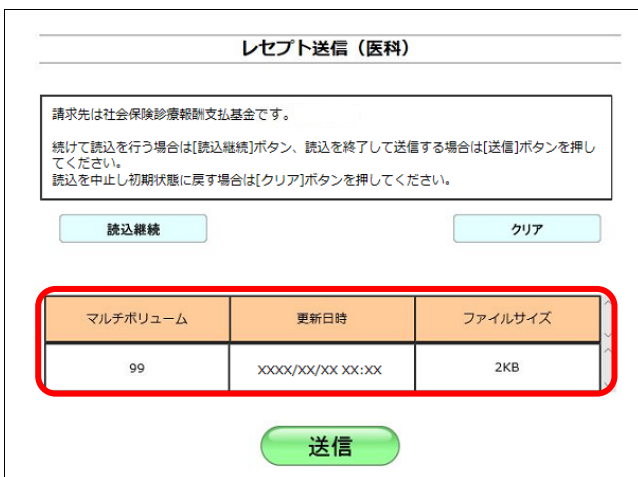 レセプト送信（医科）
請求先は社会保険診療報酬支払基金です。
続けて読込を行う場合は[読込継続]ボタン、読込を終了して送信する場合は[送信]ボタンを押し
てください。
読込を中止し初期状態に戻す場合は[クリア]ボタンを押してください。
読込継続 クリア
マルチボリューム 更新日時 ファイルサイズ
99 XXXX/XX/XX XX:XX 2KB
送信